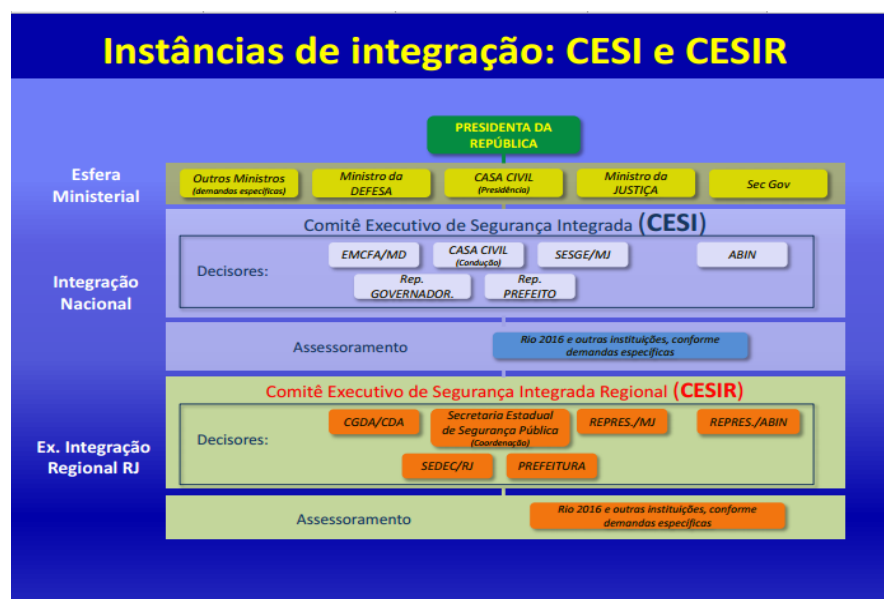 Instâncias de integração: CESI e CESIR
PRESIDENTA DA
REPÚBLICA
Esfera
Ministerial
Outros Ministros
(demandas específicas)
Ministro da
DEFESA
CASA CIVIL
(Presidência)
Ministro da
JUSTIÇA
Sec Gov
Comitê Executivo de Segurança Integrada (CESI)
Integração
Nacional
Decisores:
EMCFA/MD
CASA CIVIL
(Condução)
SESGE/MJ
ABIN
Rep.
GOVERNADOR.
Rep.
PREFEITO
Assessoramento
Rio 2016 e outras instituições, conforme
demandas específicas
Comitê Executivo de Segurança Integrada Regional (CESIR)
Ex. Integração
Regional RJ
Decisores:
CGDA/CDA
Secretaria Estadual
de Segurança Pública
(Coordenação)
REPRES./MJ
REPRES./ABIN
SEDEC/RJ
PREFEITURA
Assessoramento
Rio 2016 e outras instituições, conforme
demandas específicas